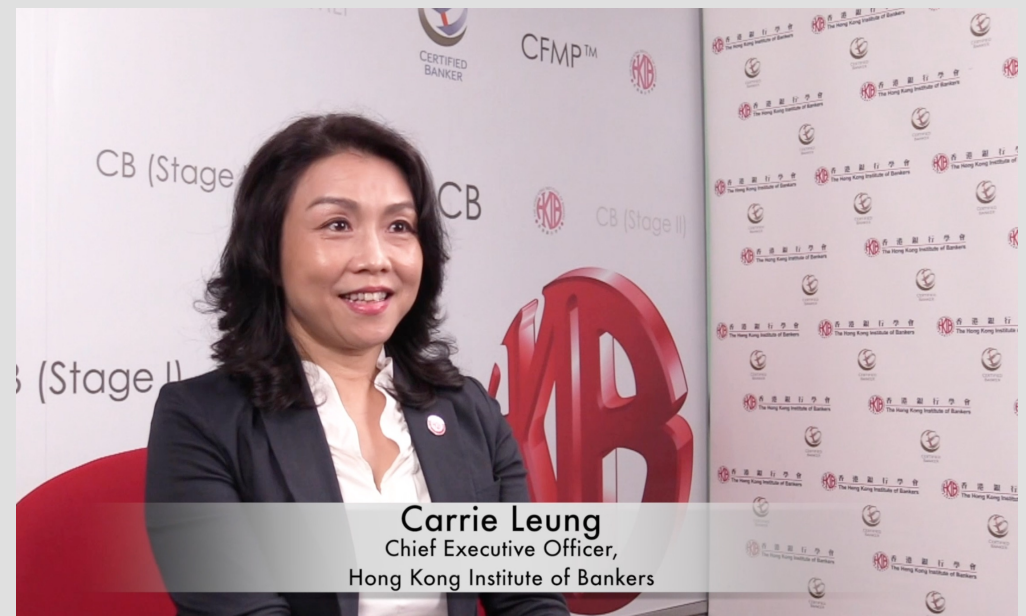 CERTIFIED
BANKER
CFMP™
HKIB
CB (Stage
CB
CB (Stage II)
(Stage I)
香港銀行學會
The Hong Kong Institute of Bankers
Carrie Leung
Chief Executive Officer,
Hong Kong Institute of Bankers